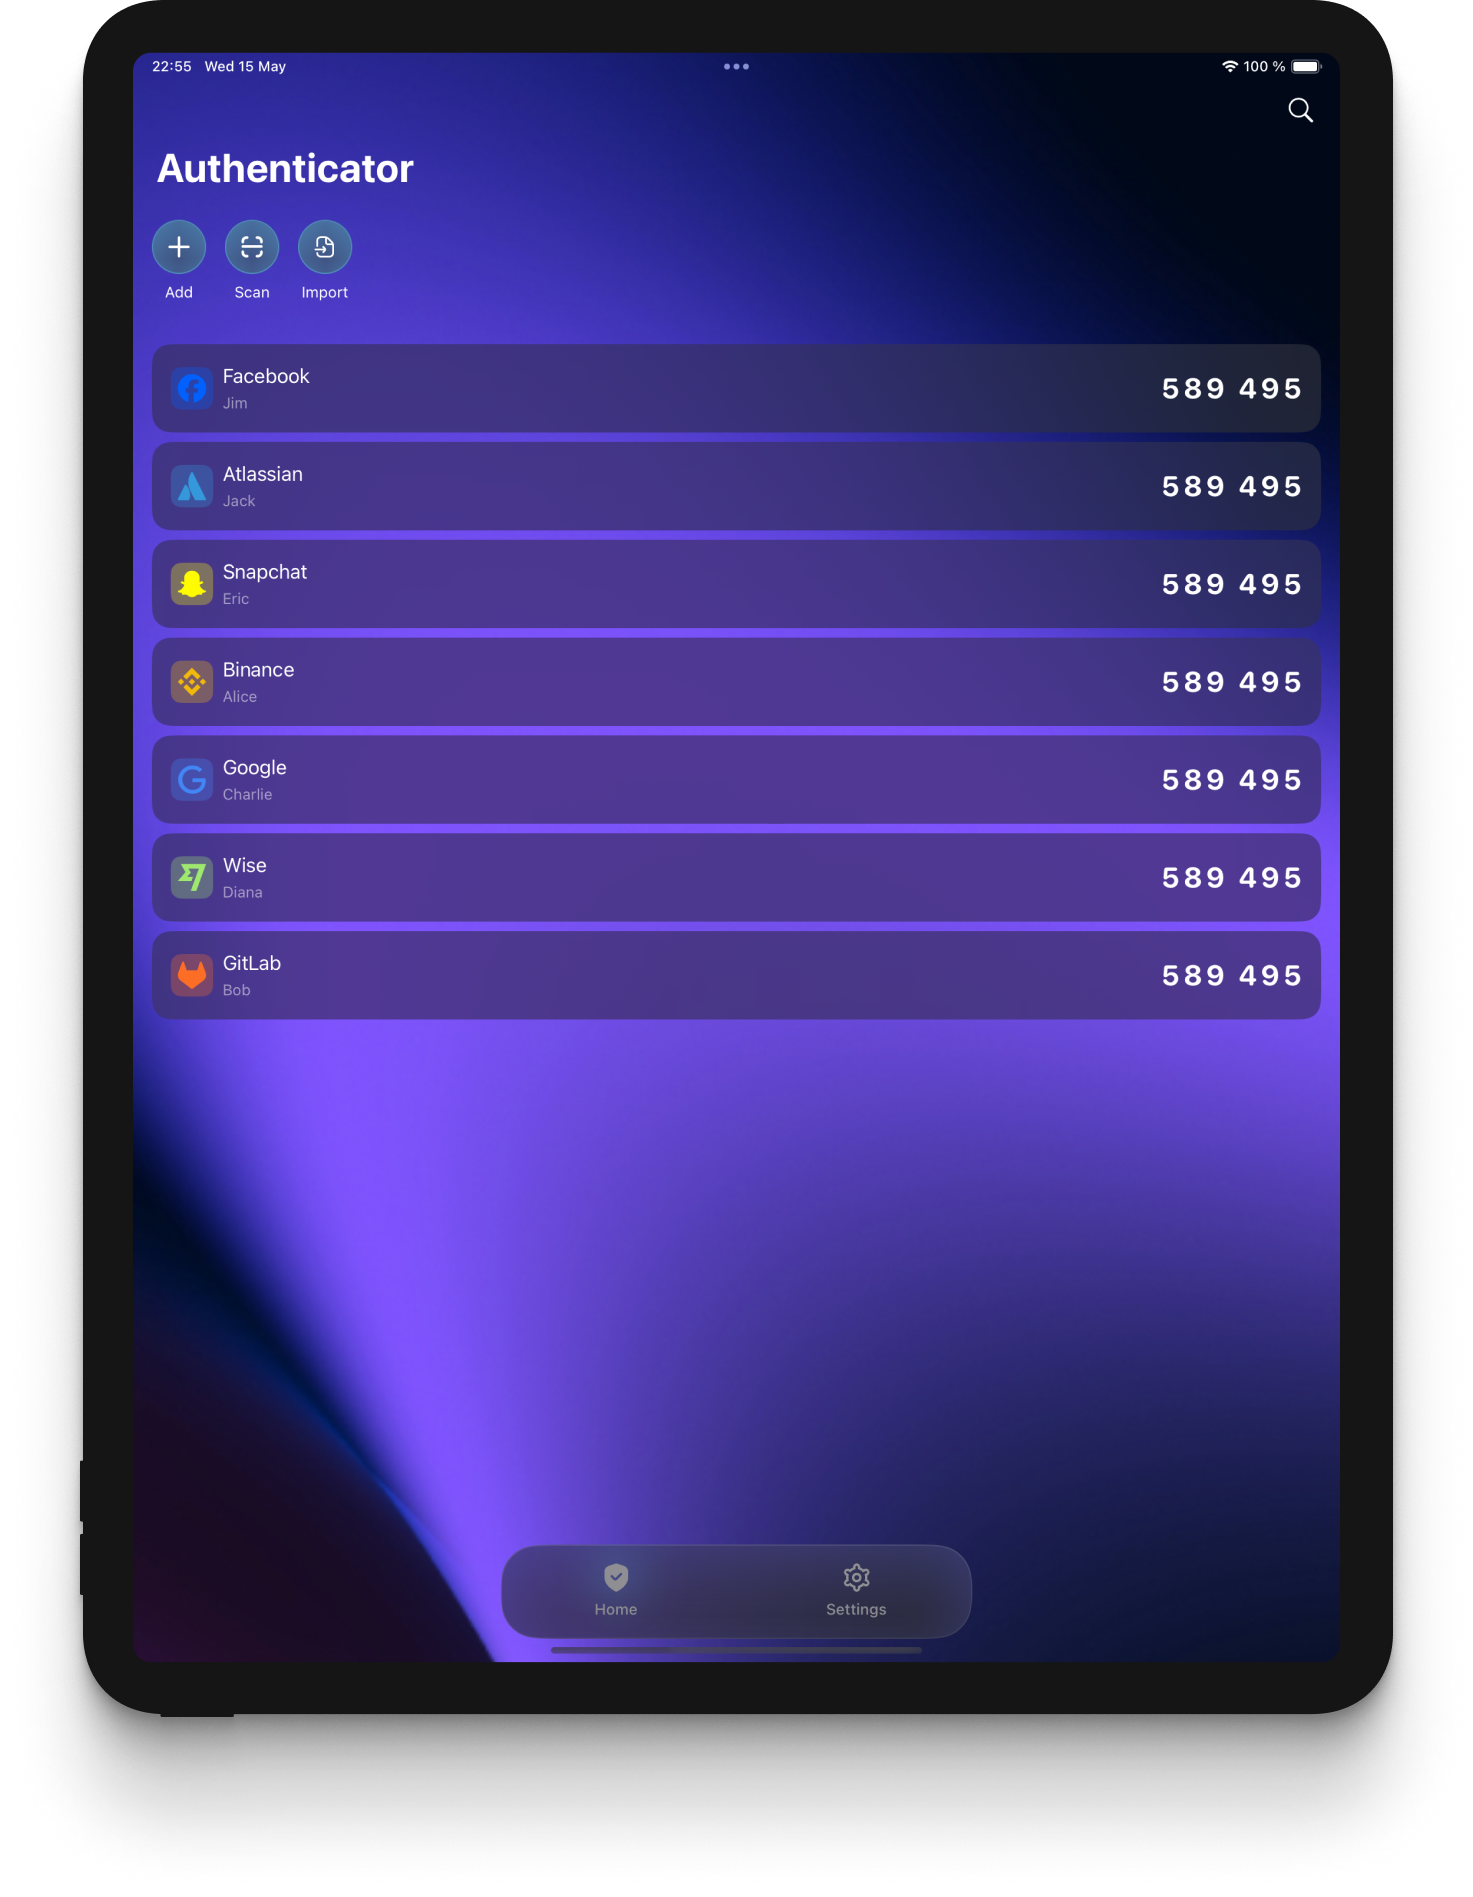 22:55 Wed 15 May
100 %
Authenticator
Add Scan Import
Facebook
Jim
589 495
Atlassian
Jack
589 495
Snapchat
Eric
589 495
Binance
Alice
589 495
Google
Charlie
589 495
Wise
Diana
589 495
GitLab
Bob
589 495
Home Settings